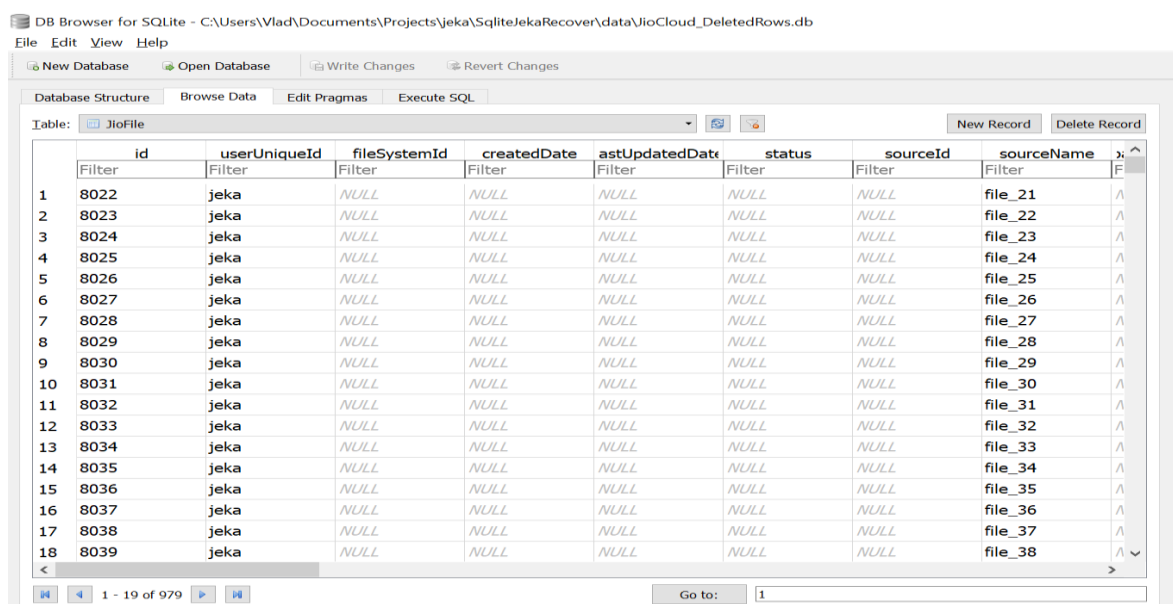 DB Browser for SQLite - C:\Users\Vlad\Documents\Projects\jeka\SqliteJekaRecover\data\JioCloud_DeletedRows.db
File Edit View Help
New Database Open Database Write Changes Revert Changes
Database Structure Browse Data Edit Pragmas Execute SQL
Table: JioFile New Record Delete Record
id userUniqueId fileSystemId createdDate astUpdatedDate status sourceId sourceName
Filter Filter Filter Filter Filter Filter Filter Filter F
1 8022 jeka NULL NULL NULL NULL NULL file_21
2 8023 jeka NULL NULL NULL NULL NULL file_22
3 8024 jeka NULL NULL NULL NULL NULL file_23
4 8025 jeka NULL NULL NULL NULL NULL file_24
5 8026 jeka NULL NULL NULL NULL NULL file_25
6 8027 jeka NULL NULL NULL NULL NULL file_26
7 8028 jeka NULL NULL NULL NULL NULL file_27
8 8029 jeka NULL NULL NULL NULL NULL file_28
9 8030 jeka NULL NULL NULL NULL NULL file_29
10 8031 jeka NULL NULL NULL NULL NULL file_30
11 8032 jeka NULL NULL NULL NULL NULL file_31
12 8033 jeka NULL NULL NULL NULL NULL file_32
13 8034 jeka NULL NULL NULL NULL NULL file_33
14 8035 jeka NULL NULL NULL NULL NULL file_34
15 8036 jeka NULL NULL NULL NULL NULL file_35
16 8037 jeka NULL NULL NULL NULL NULL file_36
17 8038 jeka NULL NULL NULL NULL NULL file_37
18 8039 jeka NULL NULL NULL NULL NULL file_38
1 - 19 of 979 Go to: 1